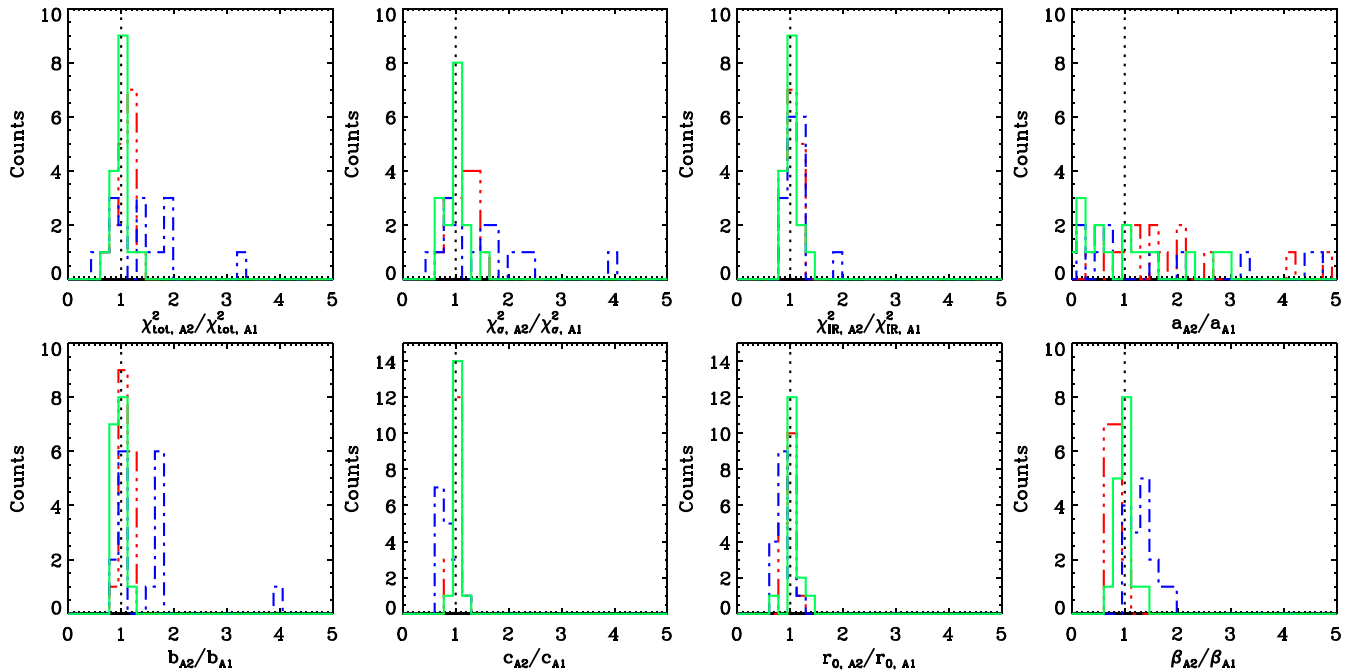 10 10 10 10
8 8 8 8
6 6 6 6
4 4 4 4
2 2 2 2
0 0 0 0
Counts Counts Counts Counts
0 1 2 3 4 5 0 1 2 3 4 5 0 1 2 3 4 5 0 1 2 3 4 5
χ²tot, A2/χ²tot, A1 χ²σ, A2/χ²σ, A1 χ²IR, A2/χ²IR, A1 aA2/aA1
10 14 14 10
8 12 12 8
6 10 10 6
4 8 8 4
2 6 6 2
0 4 4 0
2 2
0 0
Counts Counts Counts Counts
0 1 2 3 4 5 0 1 2 3 4 5 0 1 2 3 4 5 0 1 2 3 4 5
bA2/bA1 cA2/cA1 r0, A2/r0, A1 βA2/βA1